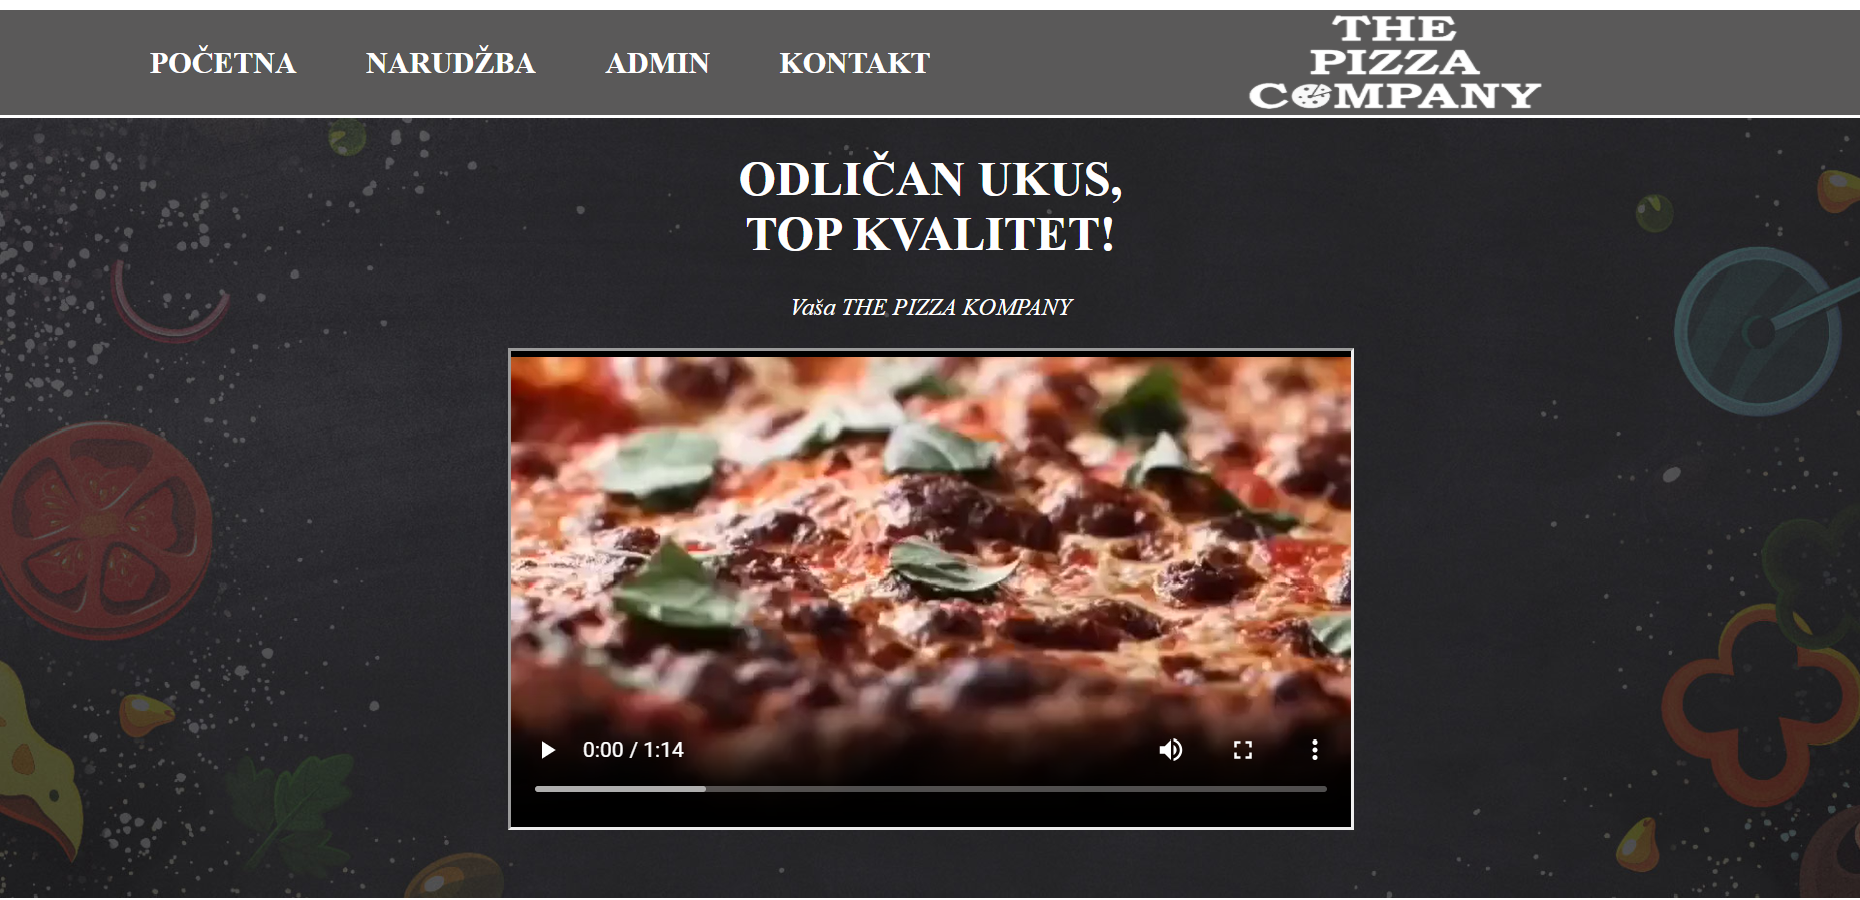 POČETNA NARUDŽBA ADMIN KONTAKT
THE
PIZZA
COMPANY
ODLIČAN UKUS,
TOP KVALITET!
Vaša THE PIZZA KOMPANY
0:00 / 1:14